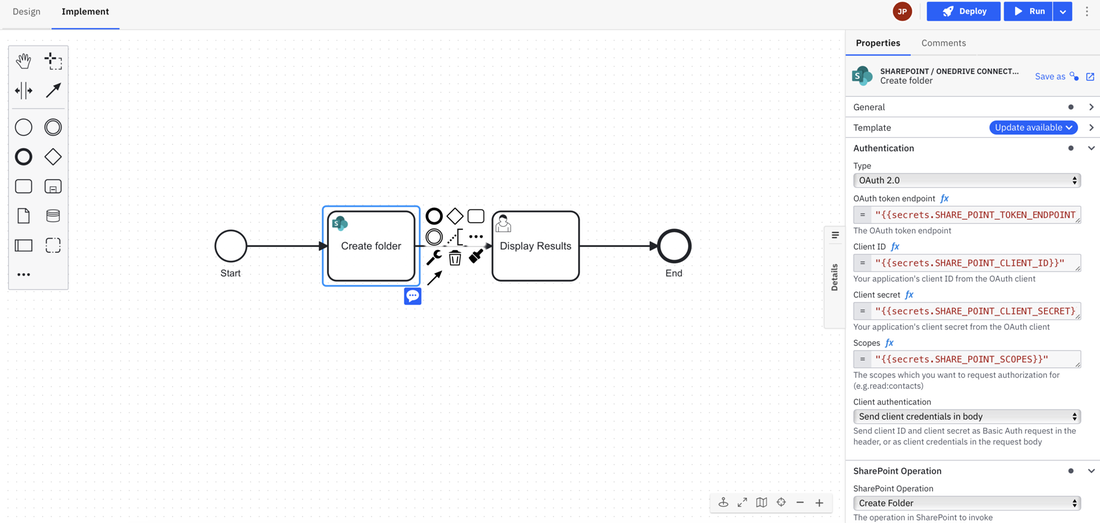 Design
Implement
JP
Deploy
Run
Properties
Comments
SHAREPOINT / ONEDRIVE CONNECT...
Create folder
Save as
General
Template
Update available
Authentication
Type
OAuth 2.0
OAuth token endpoint fx
= "{{secrets.SHARE_POINT_TOKEN_ENDPOINT
The OAuth token endpoint
Client ID fx
= "{{secrets.SHARE_POINT_CLIENT_ID}}"
Your application's client ID from the OAuth client
Client secret fx
= "{{secrets.SHARE_POINT_CLIENT_SECRET}
Your application's client secret from the OAuth client
Scopes fx
= "{{secrets.SHARE_POINT_SCOPES}}"
The scopes which you want to request authorization for
(e.g.read:contacts)
Client authentication
Send client credentials in body
Send client ID and client secret as Basic Auth request in the
header, or as client credentials in the request body
SharePoint Operation
SharePoint Operation
Create Folder
The operation in SharePoint to invoke
Details
Start
S
Create folder
Display Results
End